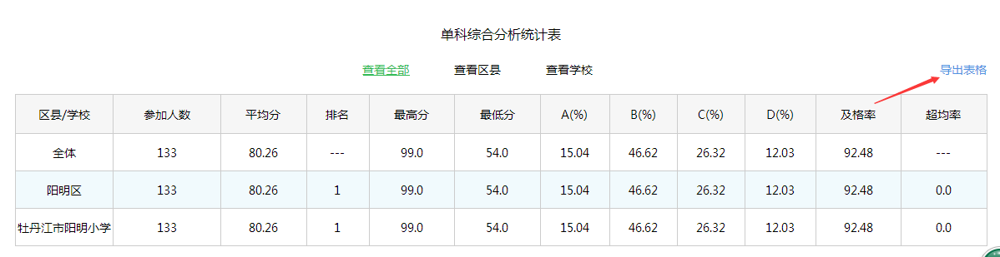 单科综合分析统计表
查看全部 查看区县 查看学校 导出表格
区县/学校 参加人数 平均分 排名 最高分 最低分 A(%) B(%) C(%) D(%) 及格率 超均率
全体 133 80.26 --- 99.0 54.0 15.04 46.62 26.32 12.03 92.48 ---
阳明区 133 80.26 1 99.0 54.0 15.04 46.62 26.32 12.03 92.48 0.0
牡丹江市阳明小学 133 80.26 1 99.0 54.0 15.04 46.62 26.32 12.03 92.48 0.0